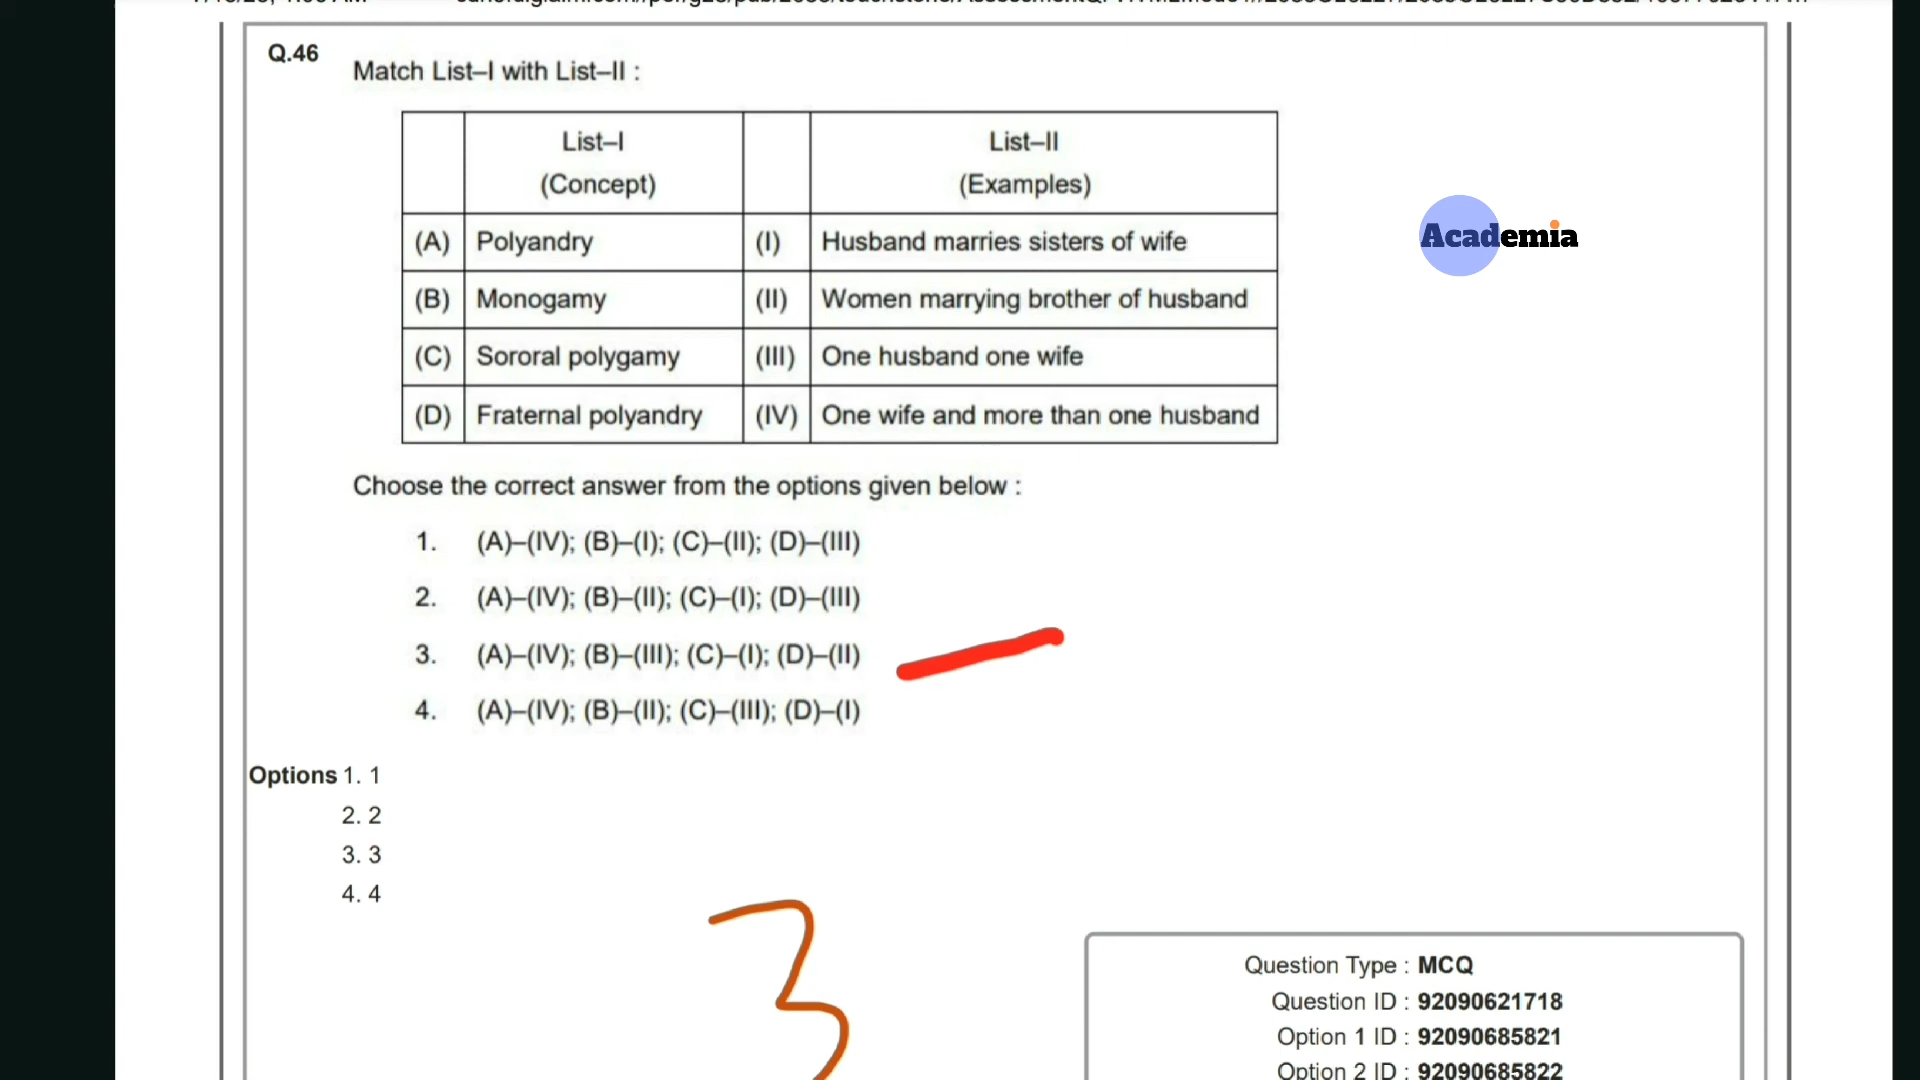 Q.46
Match List–I with List–II :
List–I
(Concept)
List–II
(Examples)
(A) Polyandry (I) Husband marries sisters of wife
(B) Monogamy (II) Women marrying brother of husband
(C) Sororal polygamy (III) One husband one wife
(D) Fraternal polyandry (IV) One wife and more than one husband
Academia
Choose the correct answer from the options given below :
1. (A)–(IV); (B)–(I); (C)–(II); (D)–(III)
2. (A)–(IV); (B)–(II); (C)–(I); (D)–(III)
3. (A)–(IV); (B)–(III); (C)–(I); (D)–(II)
4. (A)–(IV); (B)–(II); (C)–(III); (D)–(I)
Options 1. 1
2. 2
3. 3
4. 4
3
Question Type : MCQ
Question ID : 92090621718
Option 1 ID : 92090685821
Option 2 ID : 92090685822